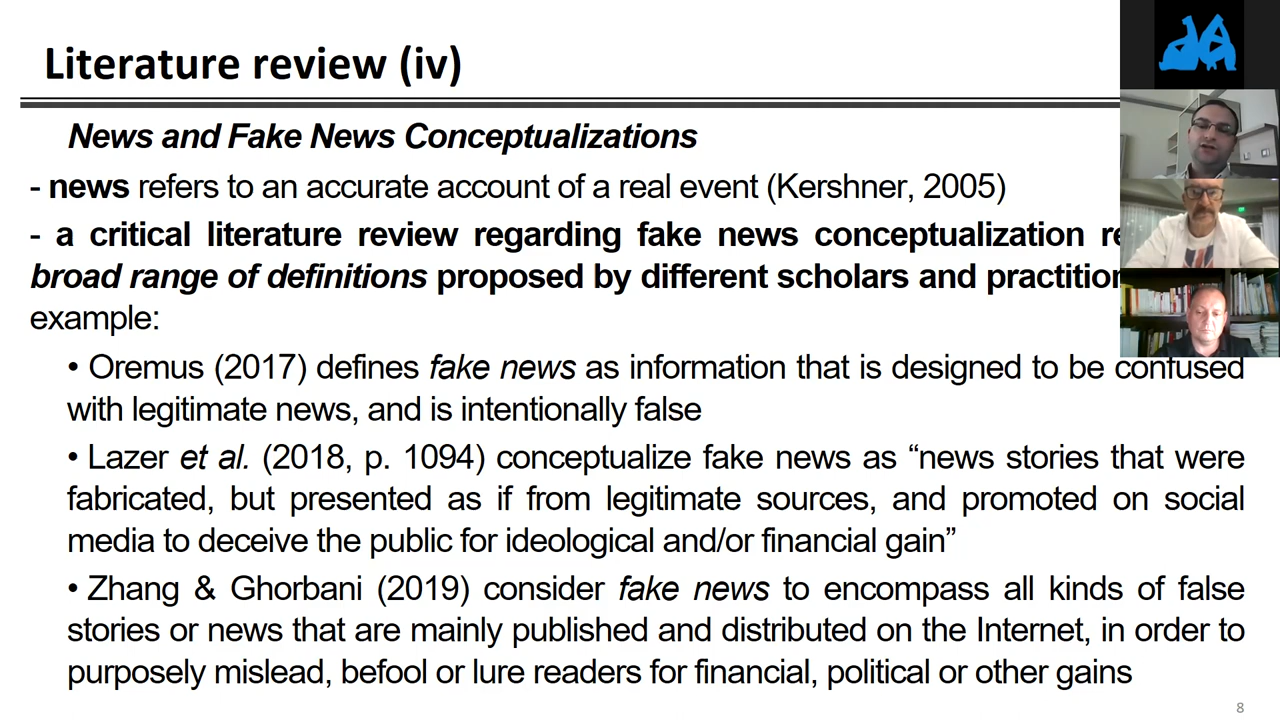 Literature review (iv)
News and Fake News Conceptualizations
- news refers to an accurate account of a real event (Kershner, 2005)
- a critical literature review regarding fake news conceptualization
broad range of definitions proposed by different scholars and
example:
• Oremus (2017) defines fake news as information that is designed to be confused
with legitimate news, and is intentionally false
• Lazer et al. (2018, p. 1094) conceptualize fake news as “news stories that were
fabricated, but presented as if from legitimate sources, and promoted on social
media to deceive the public for ideological and/or financial gain”
• Zhang & Ghorbani (2019) consider fake news to encompass all kinds of false
stories or news that are mainly published and distributed on the Internet, in order to
purposely mislead, befool or lure readers for financial, political or other gains
8